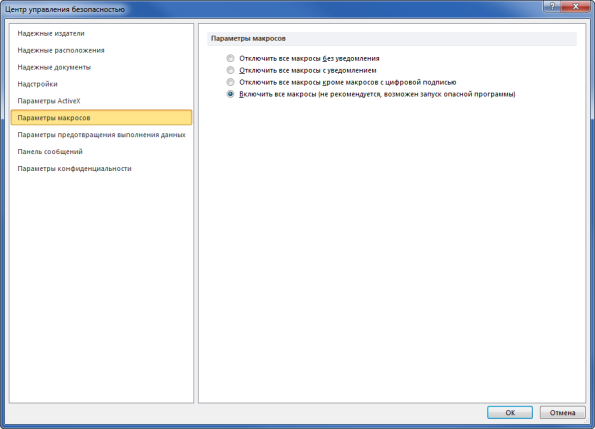 Центр управления безопасностью
Надежные издатели
Надежные расположения
Надежные документы
Надстройки
Параметры ActiveX
Параметры макросов
Параметры предотвращения выполнения данных
Панель сообщений
Параметры конфиденциальности
Параметры макросов
Отключить все макросы без уведомления
Отключить все макросы с уведомлением
Отключить все макросы кроме макросов с цифровой подписью
Включить все макросы (не рекомендуется, возможен запуск опасной программы)
ОК
Отмена